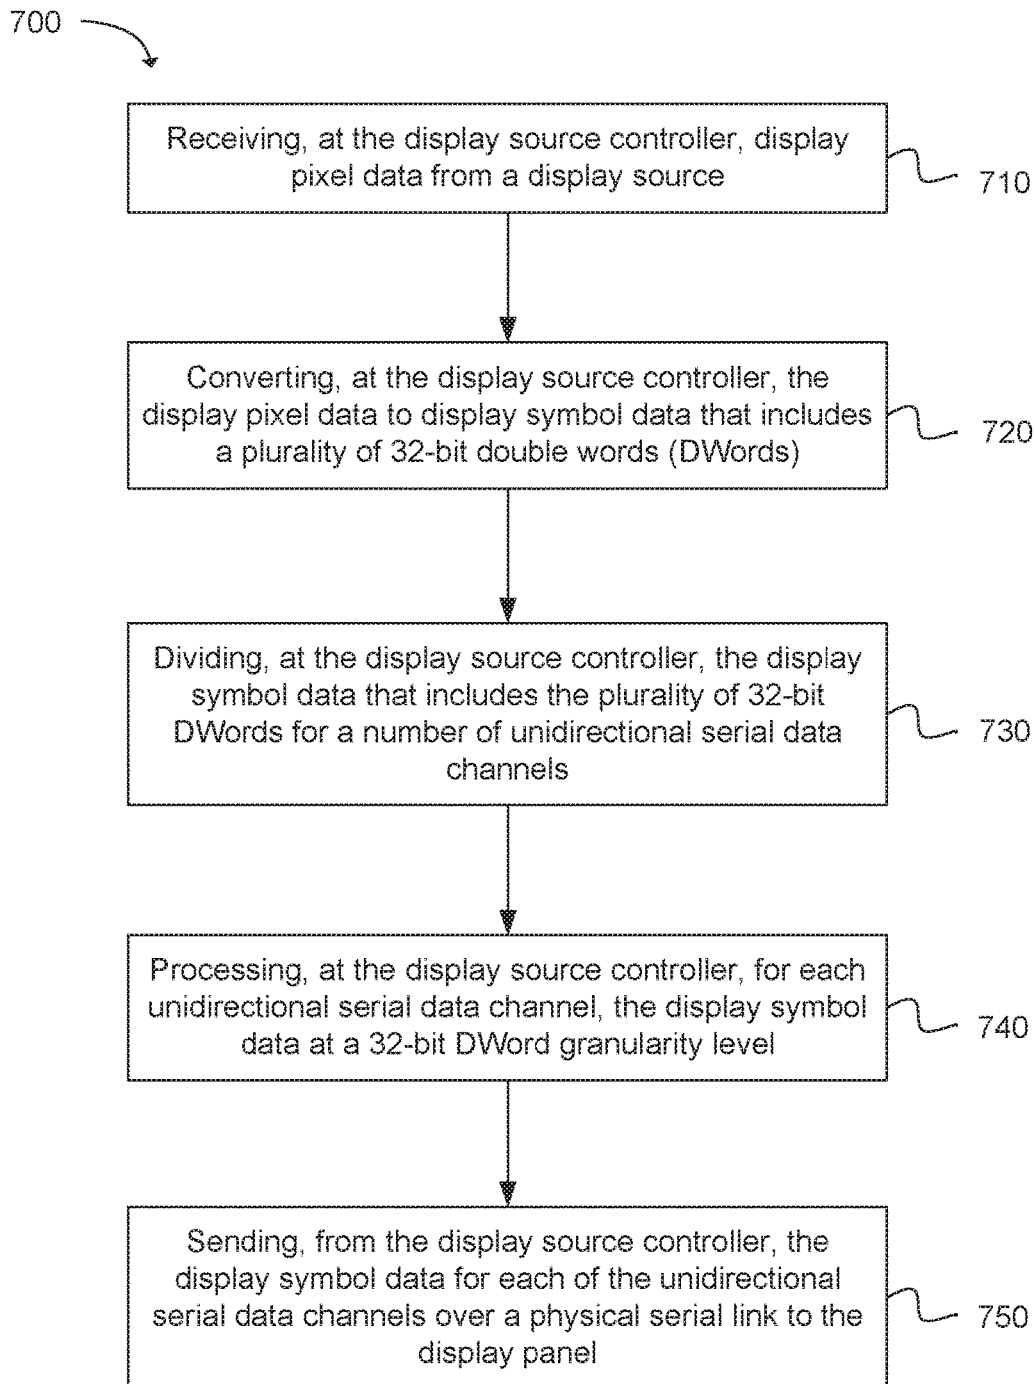 700
Receiving, at the display source controller, display
pixel data from a display source
710
Converting, at the display source controller, the
display pixel data to display symbol data that includes
a plurality of 32-bit double words (DWords)
720
Dividing, at the display source controller, the display
symbol data that includes the plurality of 32-bit
DWords for a number of unidirectional serial data
channels
730
Processing, at the display source controller, for each
unidirectional serial data channel, the display symbol
data at a 32-bit DWord granularity level
740
Sending, from the display source controller, the
display symbol data for each of the unidirectional
serial data channels over a physical serial link to the
display panel
750